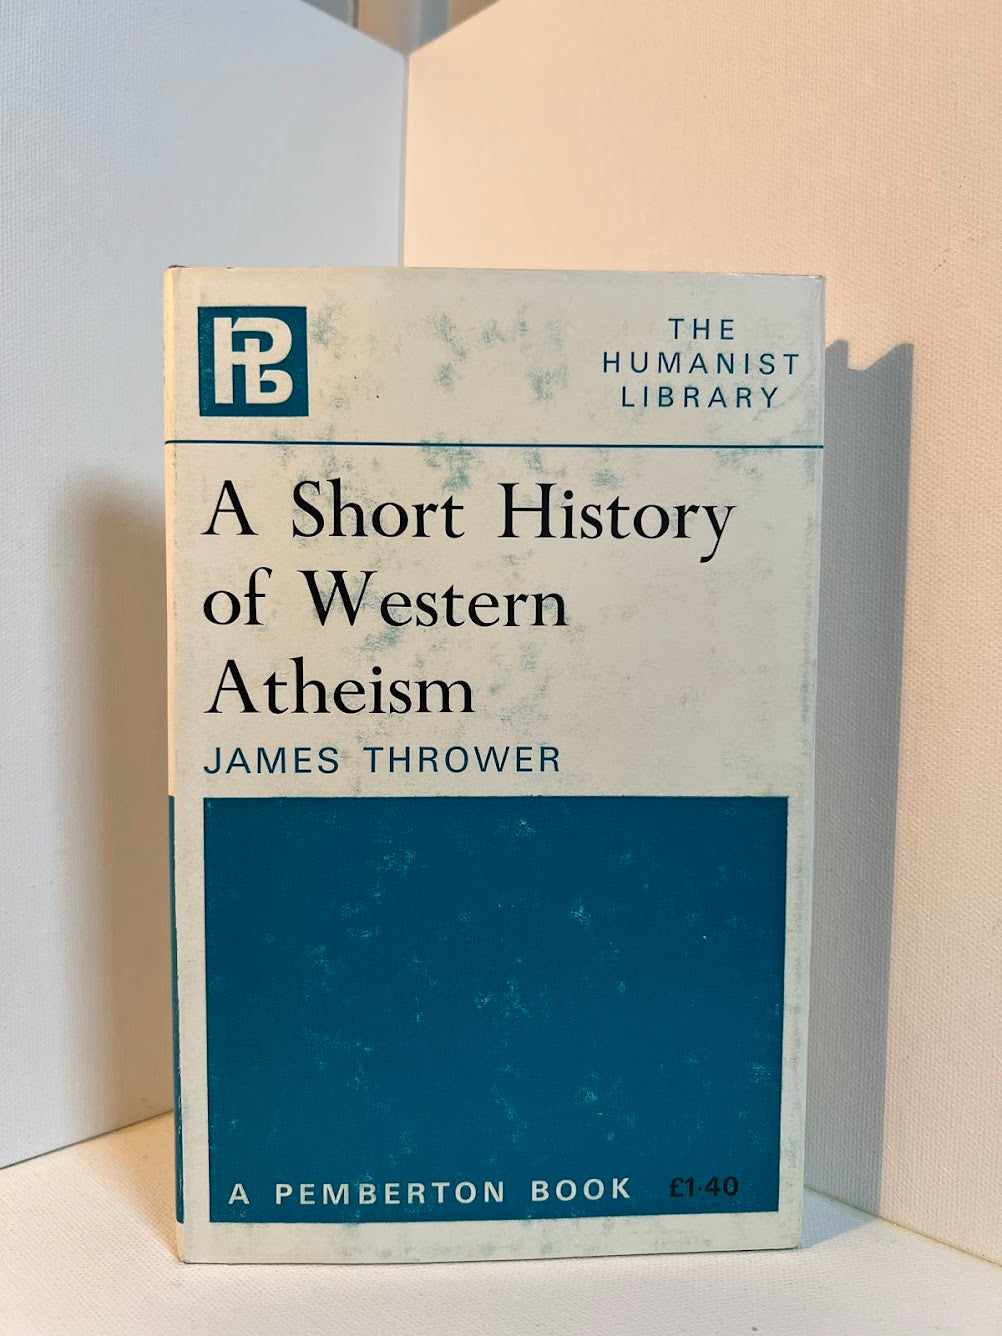 PB
THE
HUMANIST
LIBRARY
A Short History
of Western
Atheism
JAMES THROWER
A PEMBERTON BOOK £1·40